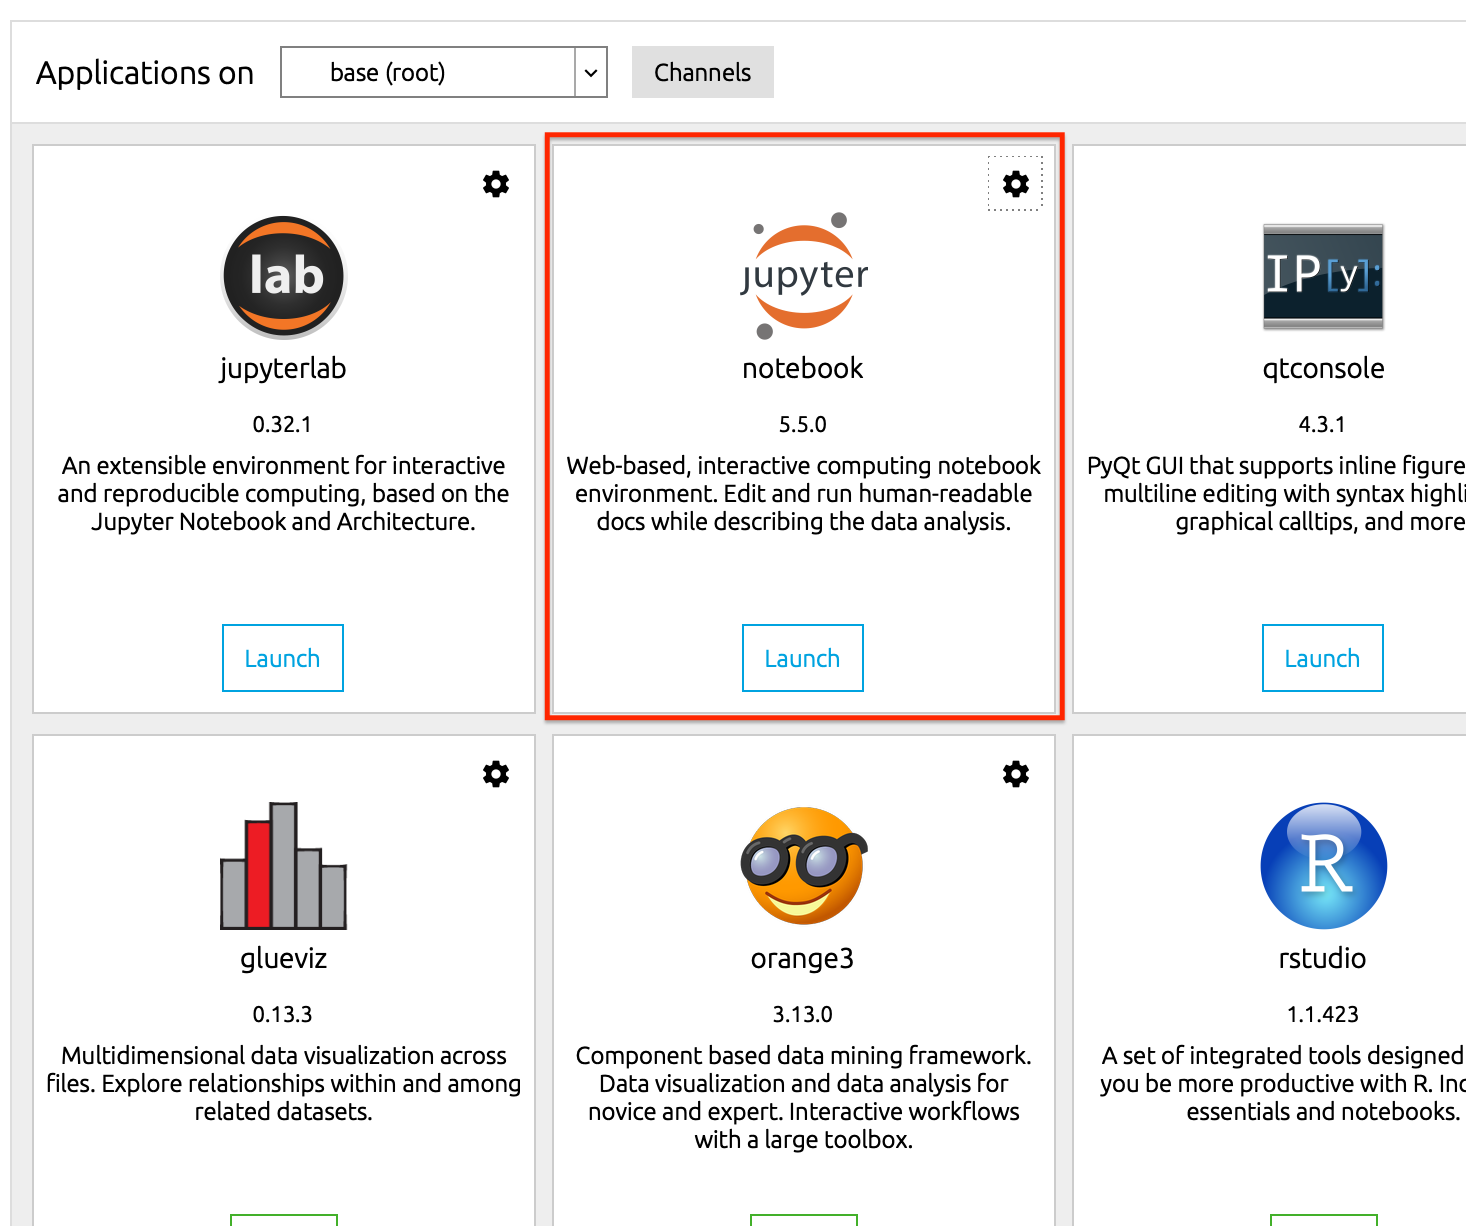 Applications on
base (root)
Channels
lab
jupyterlab
0.32.1
An extensible environment for interactive
and reproducible computing, based on the
Jupyter Notebook and Architecture.
Launch
jupyter
notebook
5.5.0
Web-based, interactive computing notebook
environment. Edit and run human-readable
docs while describing the data analysis.
Launch
IP[y]:
qtconsole
4.3.1
PyQt GUI that supports inline figure
multiline editing with syntax highli
graphical calltips, and more
Launch
glueviz
0.13.3
Multidimensional data visualization across
files. Explore relationships within and among
related datasets.
orange3
3.13.0
Component based data mining framework.
Data visualization and data analysis for
novice and expert. Interactive workflows
with a large toolbox.
R
rstudio
1.1.423
A set of integrated tools designed
you be more productive with R. Inc
essentials and notebooks.